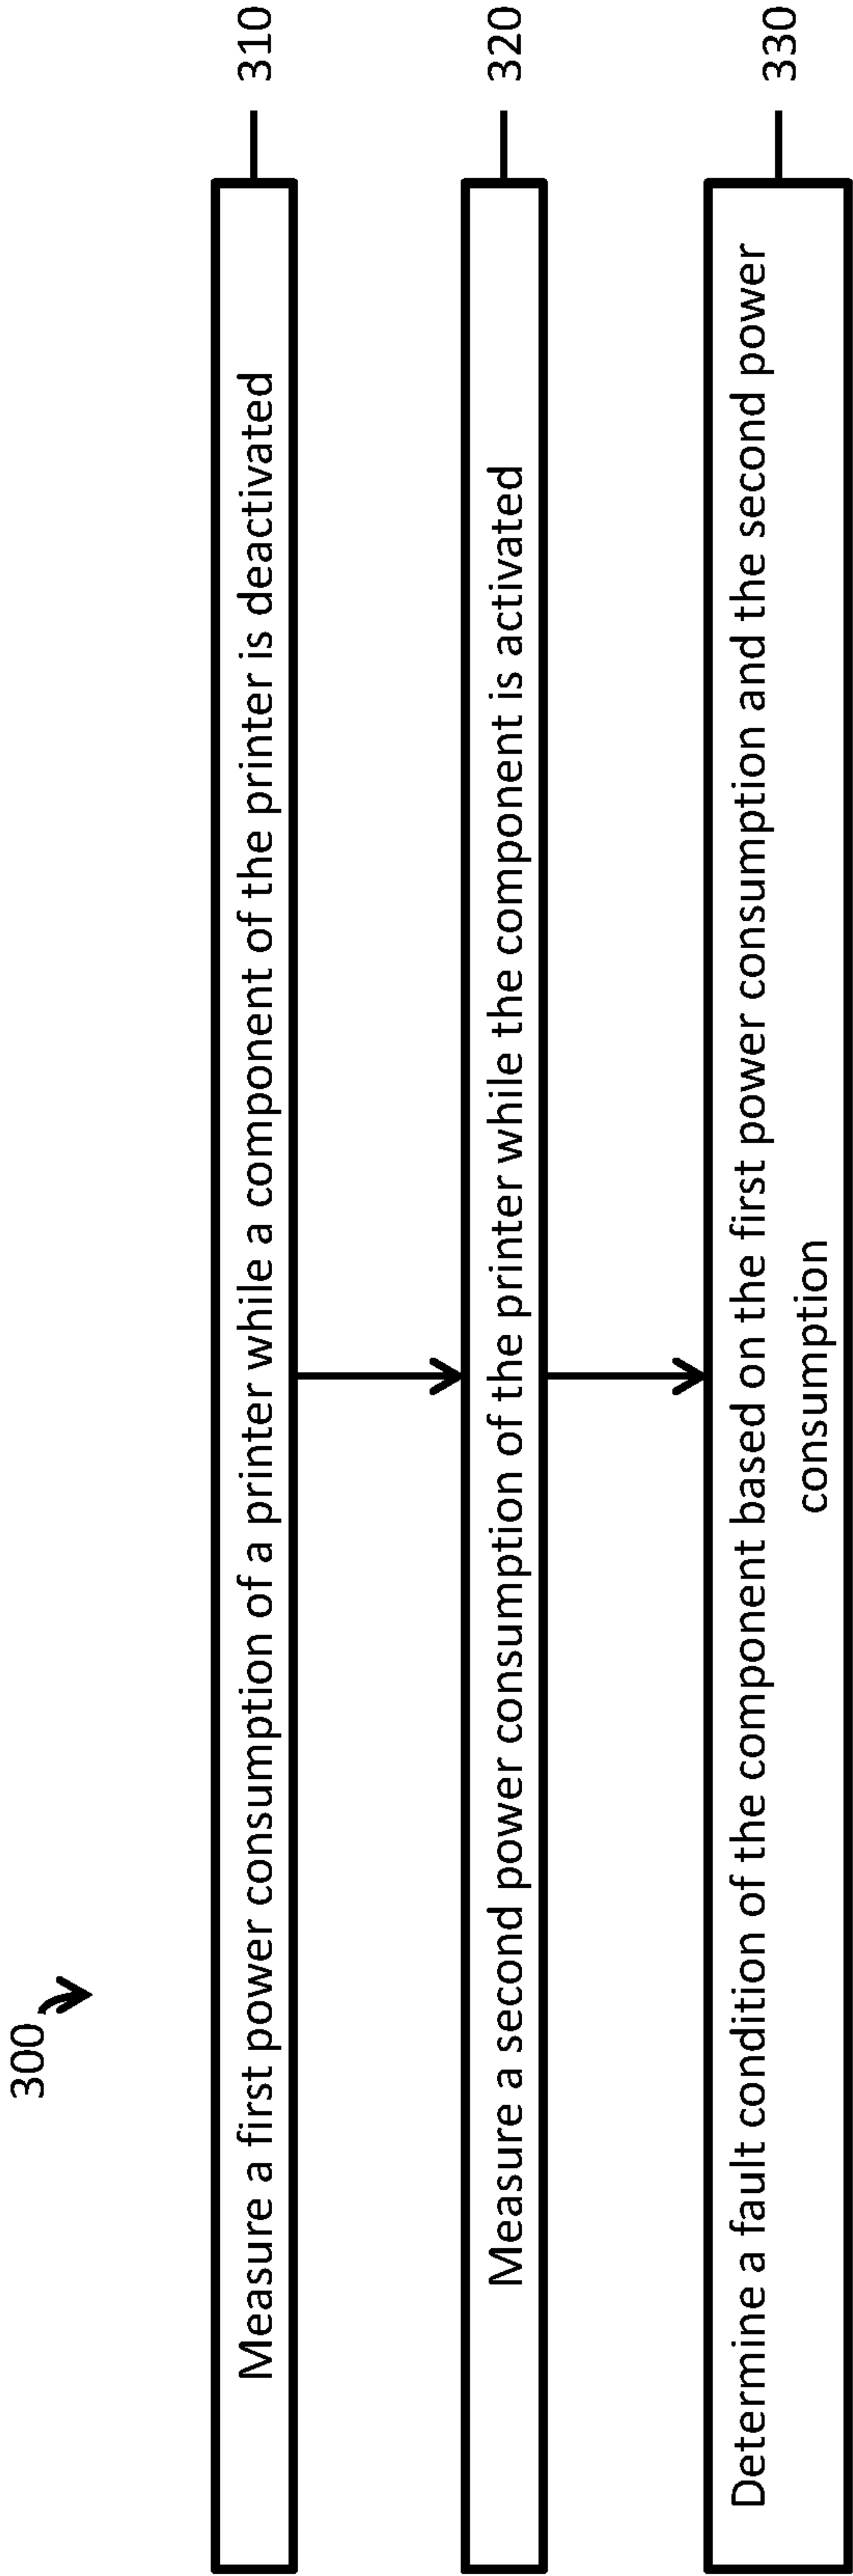 300
Measure a first power consumption of a printer while a component of the printer is deactivated
310
Measure a second power consumption of the printer while the component is activated
320
Determine a fault condition of the component based on the first power consumption and the second power
consumption
330